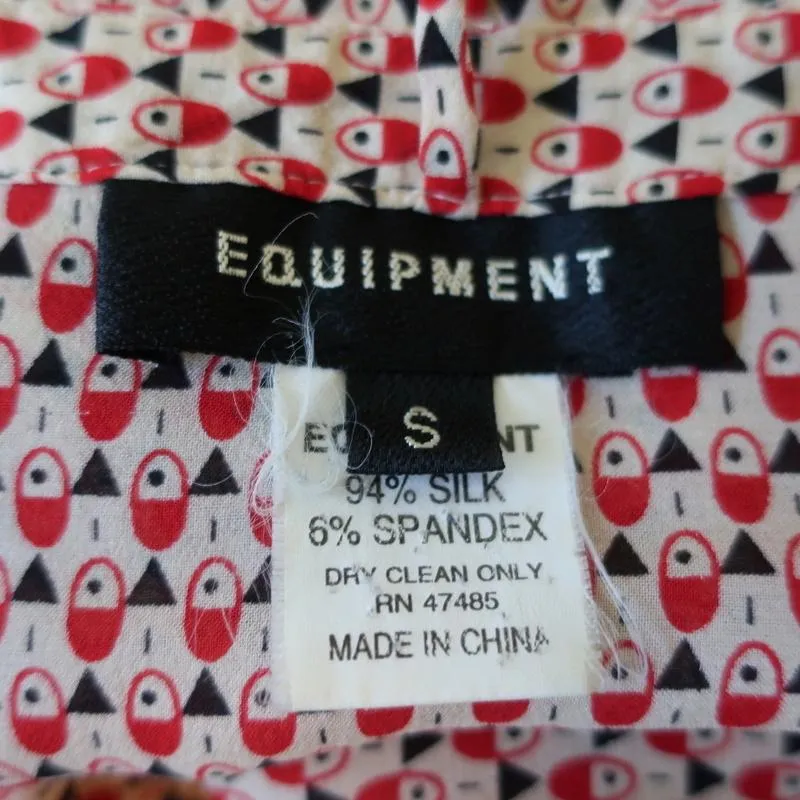 EQUIPMENT
S
94% SILK
6% SPANDEX
DRY CLEAN ONLY
RN 47485
MADE IN CHINA